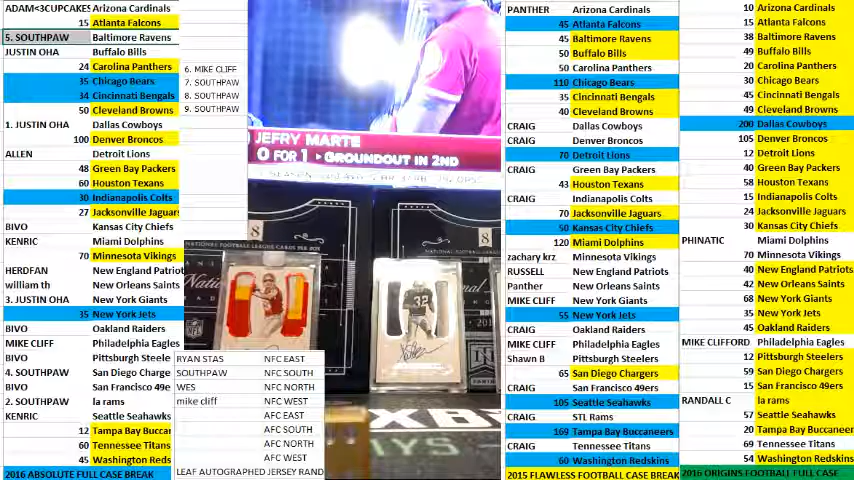 ADAM<3CUPCAKES Arizona Cardinals
15 Atlanta Falcons
5. SOUTHPAW Baltimore Ravens
JUSTIN OHA Buffalo Bills
24 Carolina Panthers
35 Chicago Bears
34 Cincinnati Bengals
50 Cleveland Browns
1. JUSTIN OHA Dallas Cowboys
100 Denver Broncos
ALLEN Detroit Lions
48 Green Bay Packers
60 Houston Texans
30 Indianapolis Colts
27 Jacksonville Jaguars
BIVO Kansas City Chiefs
KENRIC Miami Dolphins
70 Minnesota Vikings
HERDFAN New England Patriot
william th New Orleans Saints
3. JUSTIN OHA New York Giants
35 New York Jets
BIVO Oakland Raiders
MIKE CLIFF Philadelphia Eagles
BIVO Pittsburgh Steele
4. SOUTHPAW San Diego Charge
BIVO San Francisco 49e
2. SOUTHPAW la rams
KENRIC Seattle Seahawks
12 Tampa Bay Buccar
60 Tennessee Titans
45 Washington Reds
2016 ABSOLUTE FULL CASE BREAK
6. MIKE CLIFF
7. SOUTHPAW
8. SOUTHPAW
9. SOUTHPAW
JEFRY MARTE
0 FOR 1 ▸ GROUNDOUT IN 2ND
8
8
32
RYAN STAS NFC EAST
SOUTHPAW NFC SOUTH
WES NFC NORTH
mike cliff NFC WEST
AFC EAST
AFC SOUTH
AFC NORTH
AFC WEST
LEAF AUTOGRAPHED JERSEY RAND
PANTHER Arizona Cardinals
45 Atlanta Falcons
45 Baltimore Ravens
50 Buffalo Bills
50 Carolina Panthers
110 Chicago Bears
35 Cincinnati Bengals
40 Cleveland Browns
CRAIG Dallas Cowboys
CRAIG Denver Broncos
70 Detroit Lions
CRAIG Green Bay Packers
43 Houston Texans
CRAIG Indianapolis Colts
70 Jacksonville Jaguars
50 Kansas City Chiefs
120 Miami Dolphins
zachary krz Minnesota Vikings
RUSSELL New England Patriots
Panther New Orleans Saints
MIKE CLIFF New York Giants
55 New York Jets
CRAIG Oakland Raiders
MIKE CLIFF Philadelphia Eagles
Shawn B Pittsburgh Steelers
65 San Diego Chargers
CRAIG San Francisco 49ers
105 Seattle Seahawks
CRAIG STL Rams
169 Tampa Bay Buccaneers
CRAIG Tennessee Titans
60 Washington Redskins
2015 FLAWLESS FOOTBALL CASE BREAK
10 Arizona Cardinals
15 Atlanta Falcons
38 Baltimore Ravens
49 Buffalo Bills
20 Carolina Panthers
30 Chicago Bears
45 Cincinnati Bengals
49 Cleveland Browns
200 Dallas Cowboys
105 Denver Broncos
12 Detroit Lions
40 Green Bay Packers
58 Houston Texans
15 Indianapolis Colts
24 Jacksonville Jaguars
30 Kansas City Chiefs
PHINATIC Miami Dolphins
70 Minnesota Vikings
40 New England Patriots
42 New Orleans Saints
68 New York Giants
35 New York Jets
45 Oakland Raiders
MIKE CLIFFORD Philadelphia Eagles
12 Pittsburgh Steelers
59 San Diego Chargers
15 San Francisco 49ers
RANDALL C la rams
57 Seattle Seahawks
20 Tampa Bay Buccaneer
69 Tennessee Titans
54 Washington Redskins
2016 ORIGINS FOOTBALL FULL CASE